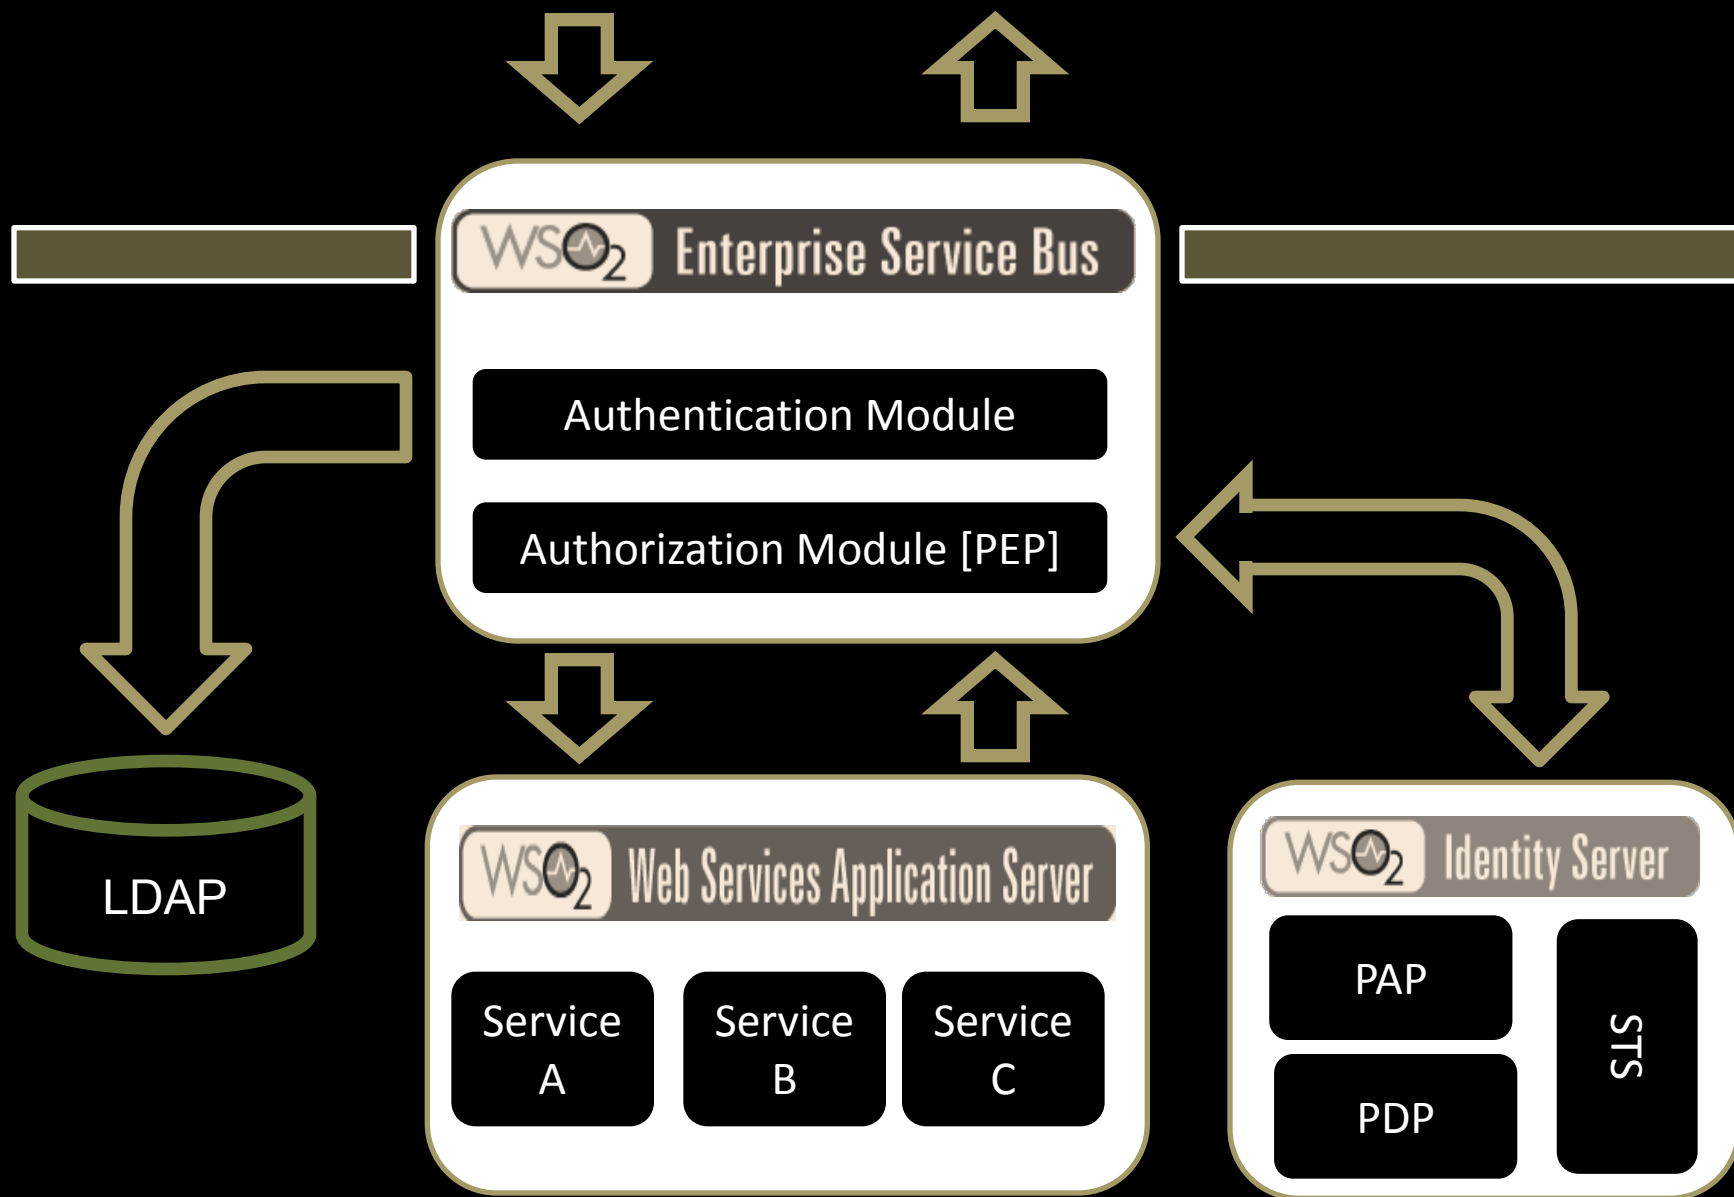 WSO2 Enterprise Service Bus
Authentication Module
Authorization Module [PEP]
LDAP
WSO2 Web Services Application Server
Service
A
Service
B
Service
C
WSO2 Identity Server
PAP
PDP
STS